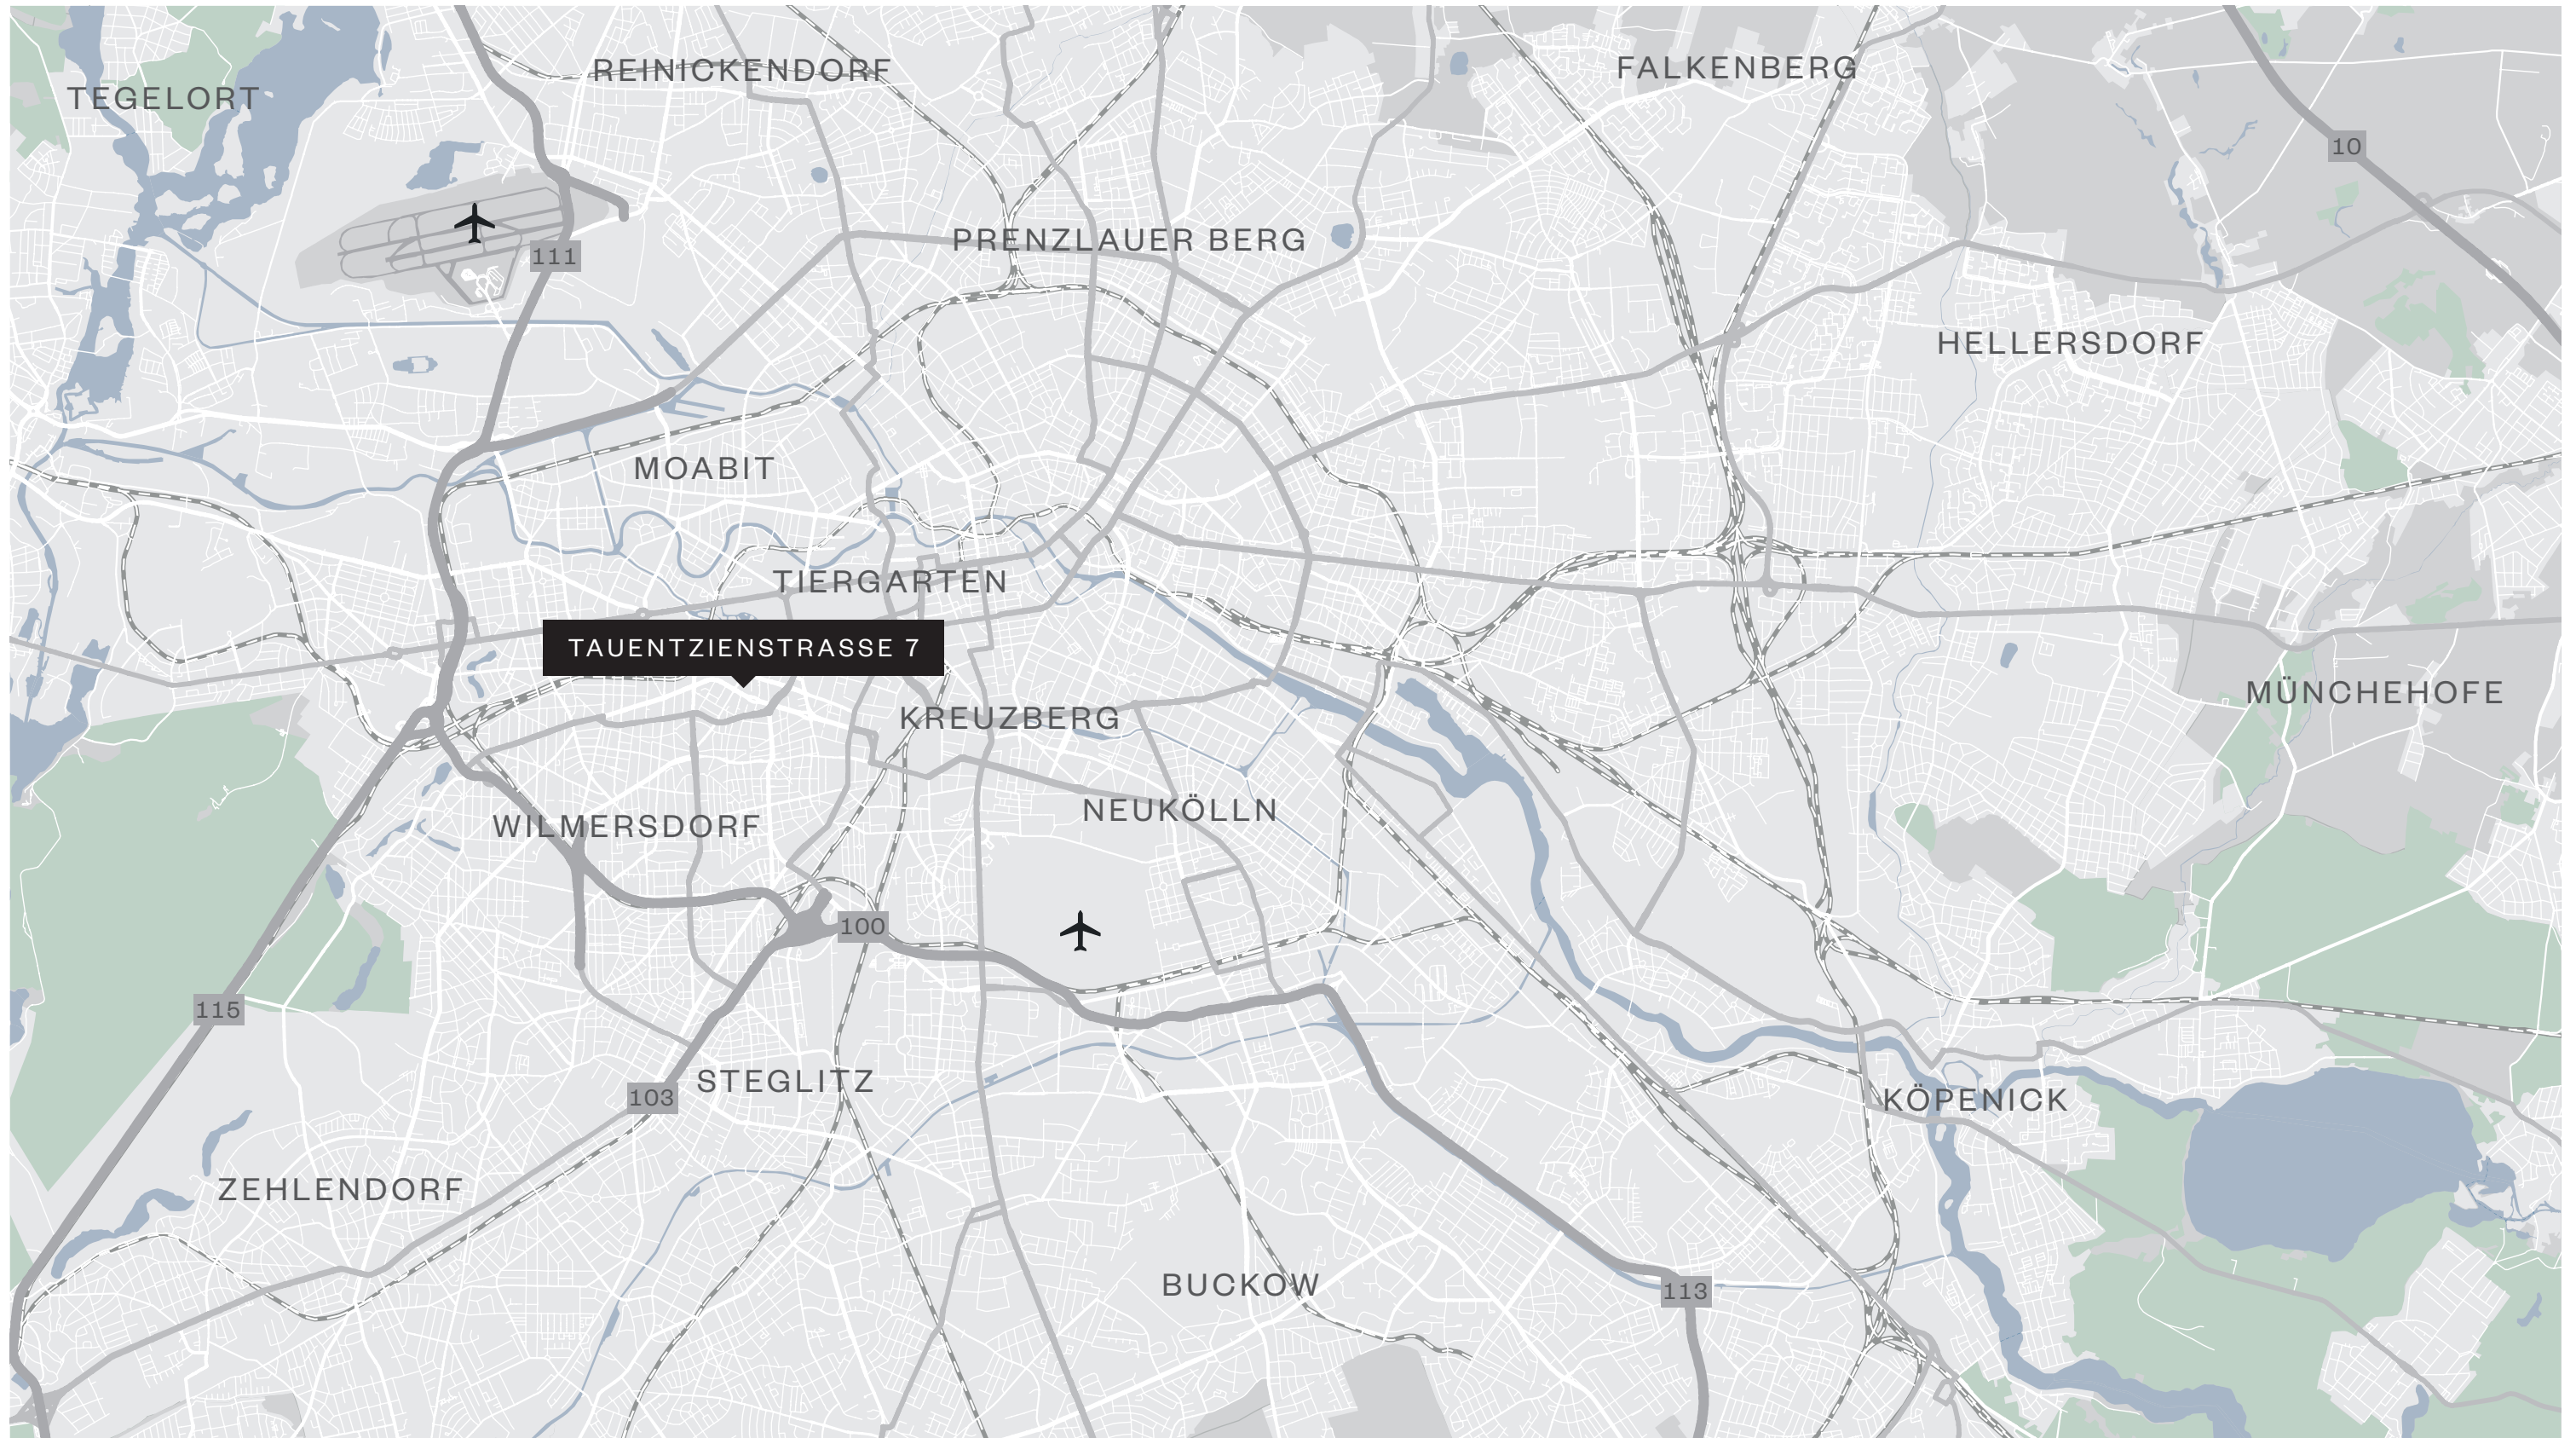 REINICKENDORF
FALKENBERG
TEGELORT
10
PRENZLAUER BERG
111
HELLERSDORF
MOABIT
TIERGARTEN
TAUENTZIENSTRASSE 7
MÜNCHEHOFE
KREUZBERG
NEUKÖLLN
WILMERSDORF
100
115
STEGLITZ
103
KÖPENICK
ZEHLENDORF
BUCKOW
113